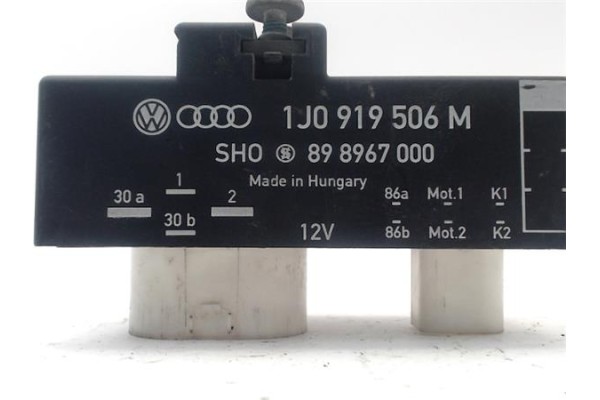 1J0 919 506 M
SHO 89 8967 000
Made in Hungary
30 a 1 2 86a Mot.1 K1
30 b 12V 86b Mot.2 K2